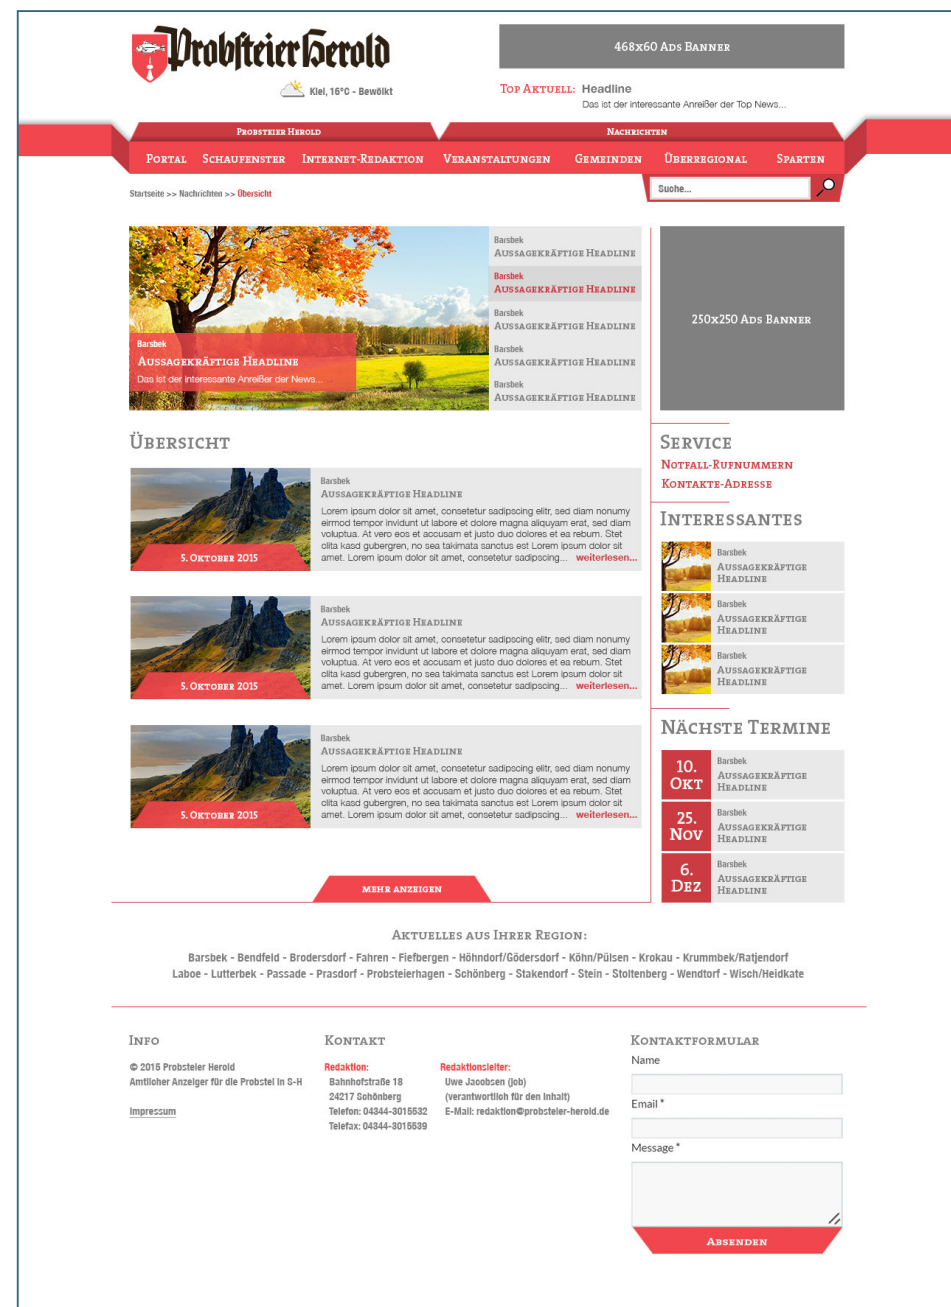 Probsteier Herold
468x60 Ads Banner
Kiel, 16°C - Bewölkt
Top Aktuell: Headline
Das ist der interessante Anreißer der Top News...
Probsteier Herold
Nachrichten
Portal Schaufenster Internet-Redaktion Veranstaltungen Gemeinden Überregional Sparten
Startseite >> Nachrichten >> Übersicht
Suche...
Barsbek
Aussagekräftige Headline
Das ist der interessante Anreißer der News...
Barsbek
Aussagekräftige Headline
Barsbek
Aussagekräftige Headline
Barsbek
Aussagekräftige Headline
Barsbek
Aussagekräftige Headline
Barsbek
Aussagekräftige Headline
250x250 Ads Banner
Übersicht
5. Oktober 2015
Barsbek
Aussagekräftige Headline
Lorem ipsum dolor sit amet, consetetur sadipscing elitr, sed diam nonumy
eirmod tempor invidunt ut labore et dolore magna aliquyam erat, sed diam
voluptua. At vero eos et accusam et justo duo dolores et ea rebum. Stet
clita kasd gubergren, no sea takimata sanctus est Lorem ipsum dolor sit
amet. Lorem ipsum dolor sit amet, consetetur sadipscing... weiterlesen...
5. Oktober 2015
Barsbek
Aussagekräftige Headline
Lorem ipsum dolor sit amet, consetetur sadipscing elitr, sed diam nonumy
eirmod tempor invidunt ut labore et dolore magna aliquyam erat, sed diam
voluptua. At vero eos et accusam et justo duo dolores et ea rebum. Stet
clita kasd gubergren, no sea takimata sanctus est Lorem ipsum dolor sit
amet. Lorem ipsum dolor sit amet, consetetur sadipscing... weiterlesen...
5. Oktober 2015
Barsbek
Aussagekräftige Headline
Lorem ipsum dolor sit amet, consetetur sadipscing elitr, sed diam nonumy
eirmod tempor invidunt ut labore et dolore magna aliquyam erat, sed diam
voluptua. At vero eos et accusam et justo duo dolores et ea rebum. Stet
clita kasd gubergren, no sea takimata sanctus est Lorem ipsum dolor sit
amet. Lorem ipsum dolor sit amet, consetetur sadipscing... weiterlesen...
mehr anzeigen
Service
Notfall-Rufnummern
Kontakte-Adresse
Interessantes
Barsbek
Aussagekräftige
Headline
Barsbek
Aussagekräftige
Headline
Barsbek
Aussagekräftige
Headline
Nächste Termine
10.
Okt
Barsbek
Aussagekräftige
Headline
25.
Nov
Barsbek
Aussagekräftige
Headline
6.
Dez
Barsbek
Aussagekräftige
Headline
Aktuelles aus Ihrer Region:
Barsbek - Bendfeld - Brodersdorf - Fahren - Fiefbergen - Höhndorf/Gödersdorf - Köhn/Pülsen - Krokau - Krummbek/Ratjendorf
Laboe - Lutterbek - Passade - Prasdorf - Probsteierhagen - Schönberg - Stakendorf - Stein - Stoltenberg - Wendtorf - Wisch/Heidkate
Info
© 2015 Probsteier Herold
Amtlicher Anzeiger für die Probstei in S-H
Impressum
Kontakt
Redaktion:
Bahnhofstraße 18
24217 Schönberg
Telefon: 04344-3015532
Telefax: 04344-3015539
Redaktionsleiter:
Uwe Jacobsen (job)
(verantwortlich für den Inhalt)
E-Mail: redaktion@probsteier-herold.de
Kontaktformular
Name
Email *
Message *
Absenden